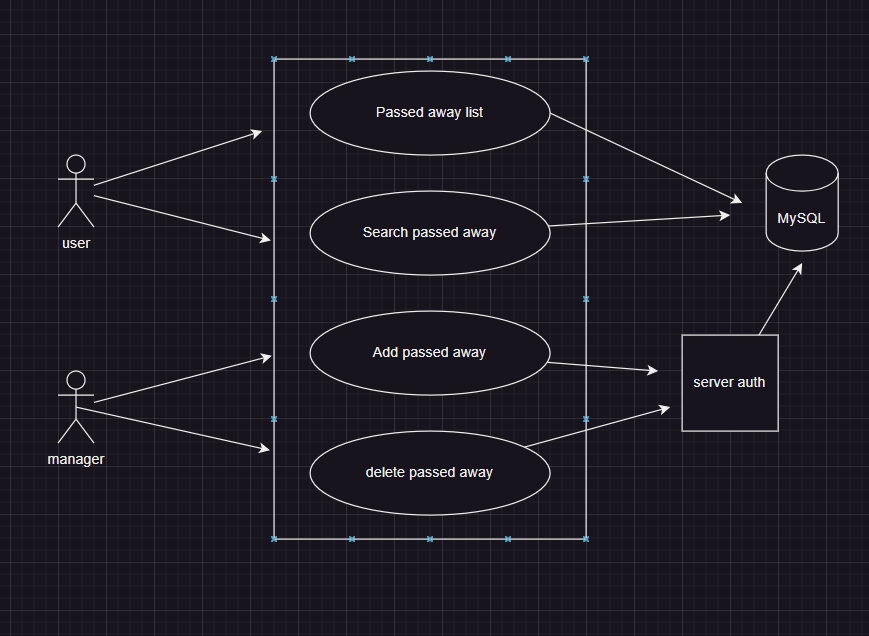 Passed away list
Search passed away
MySQL
user
Add passed away
server auth
manager
delete passed away